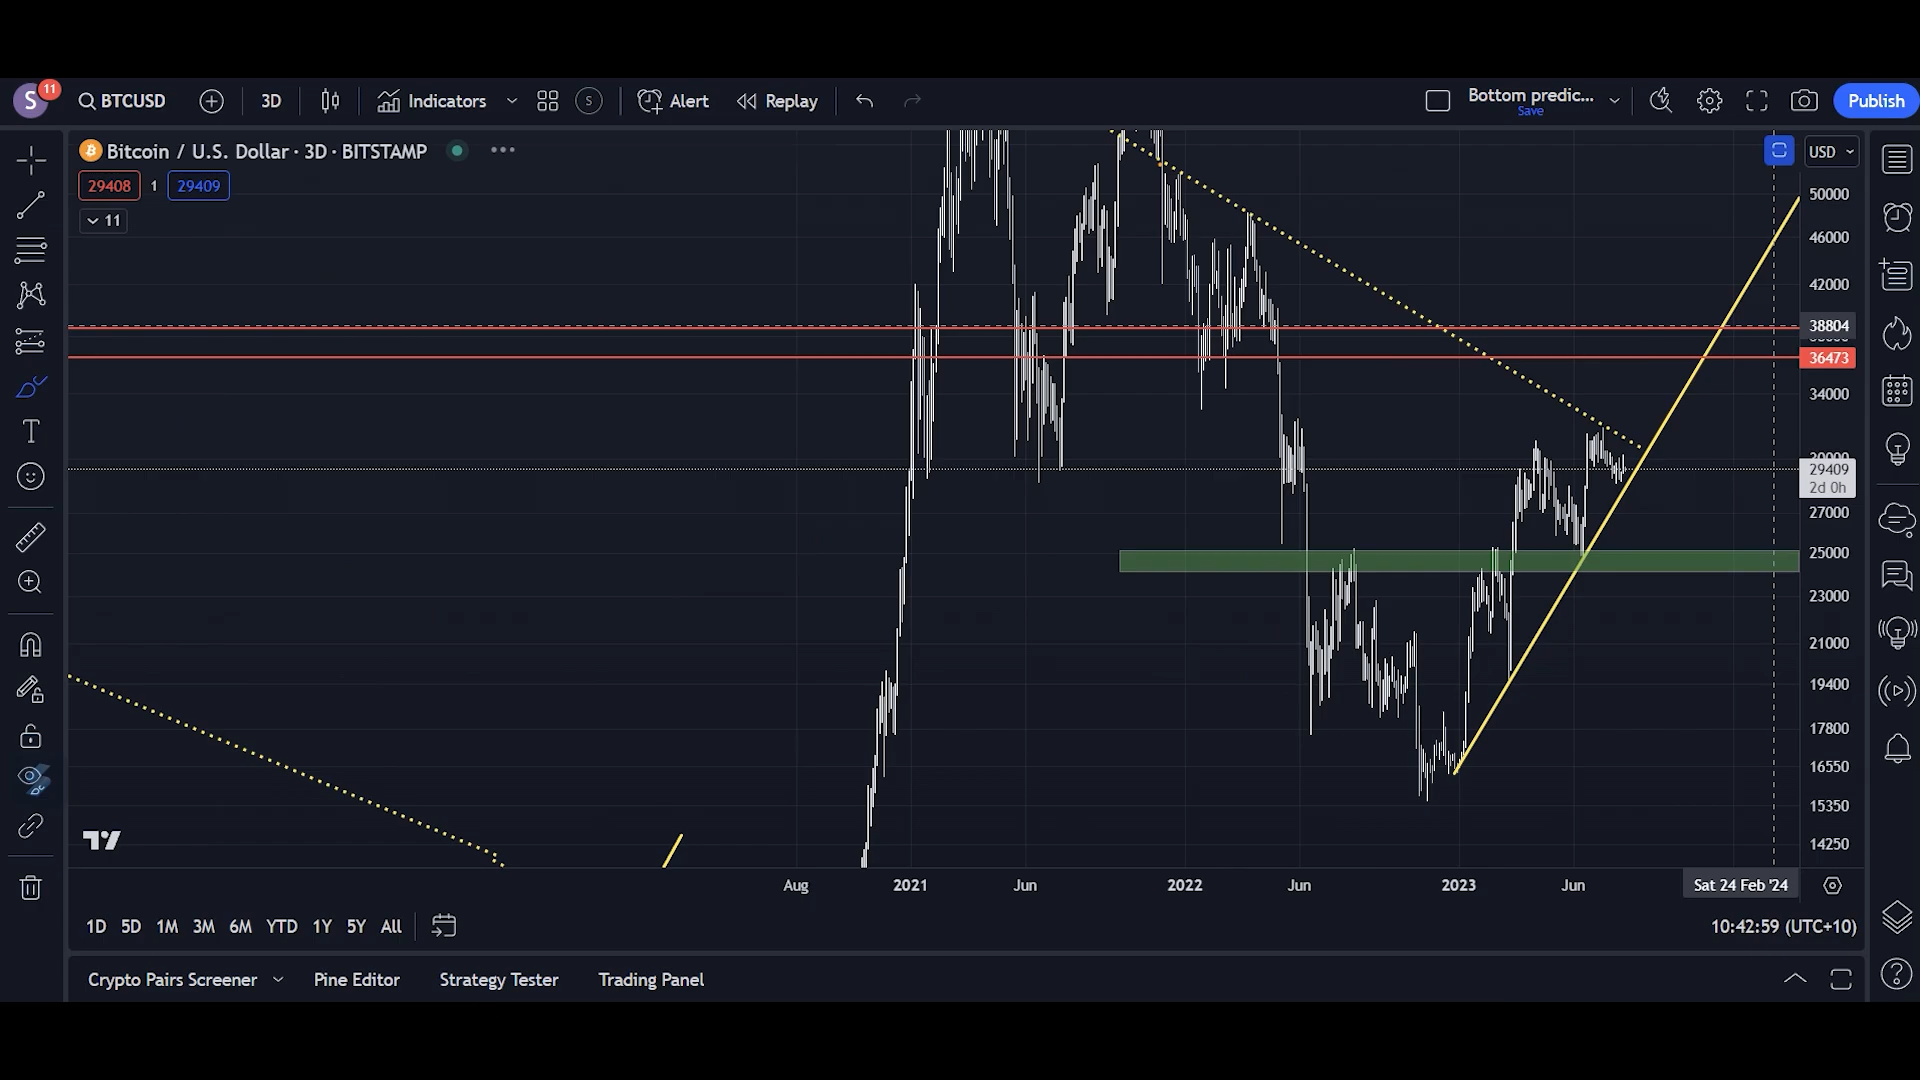 S
11
BTCUSD
3D
Indicators
S
Alert
Replay
Bottom predic...
Save
Publish
Bitcoin / U.S. Dollar · 3D · BITSTAMP
USD
29408
1
29409
11
50000
46000
42000
38804
36473
34000
29409
2d 0h
27000
25000
23000
21000
19400
17800
16550
15350
14250
Aug
2021
Jun
2022
Jun
2023
Jun
Sat 24 Feb '24
1D
5D
1M
3M
6M
YTD
1Y
5Y
All
10:42:59 (UTC+10)
Crypto Pairs Screener
Pine Editor
Strategy Tester
Trading Panel